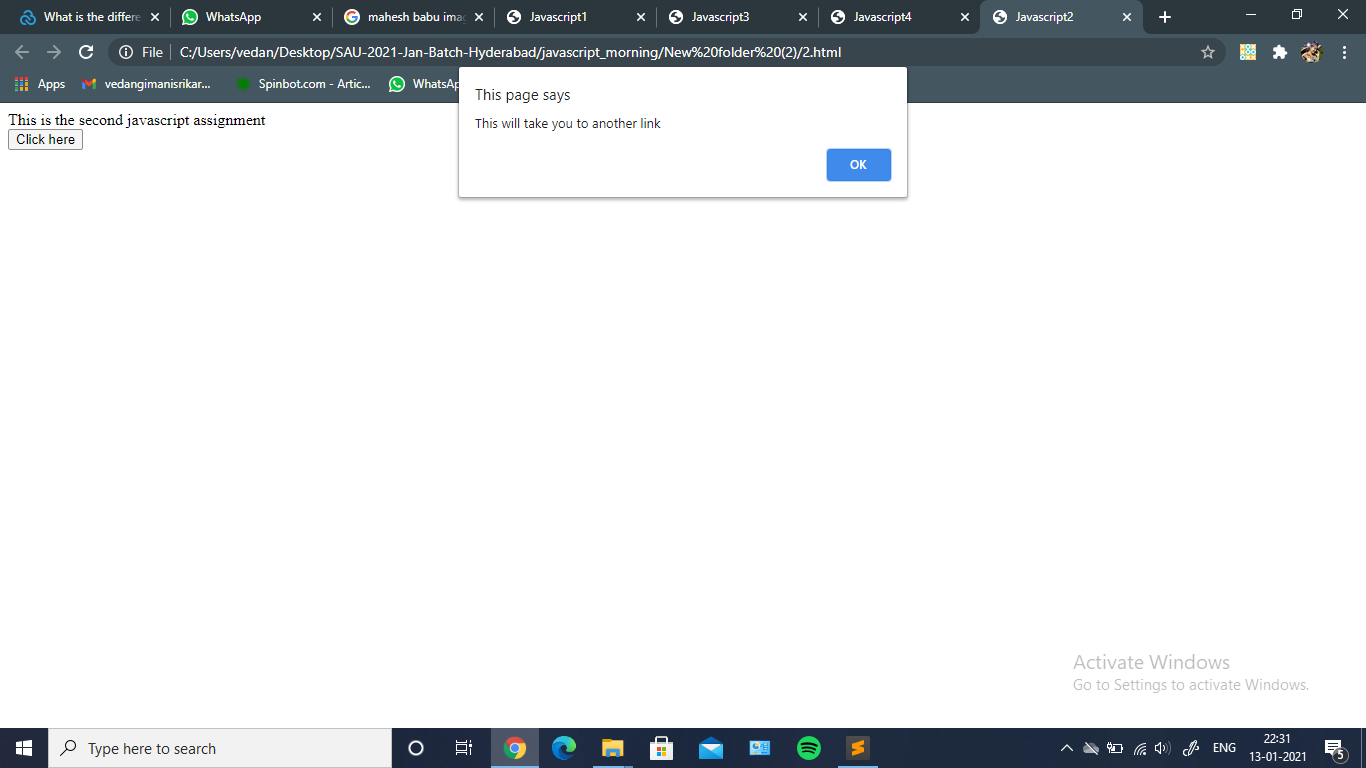 What is the differe
WhatsApp
mahesh babu imag
Javascript1
Javascript3
Javascript4
Javascript2
File
C:/Users/vedan/Desktop/SAU-2021-Jan-Batch-Hyderabad/javascript_morning/New%20folder%20(2)/2.html
Apps
vedangimanisrikar...
Spinbot.com - Artic...
WhatsAp
This page says
This will take you to another link
OK
This is the second javascript assignment
Click here
Activate Windows
Go to Settings to activate Windows.
Type here to search
ENG
22:31
13-01-2021
5